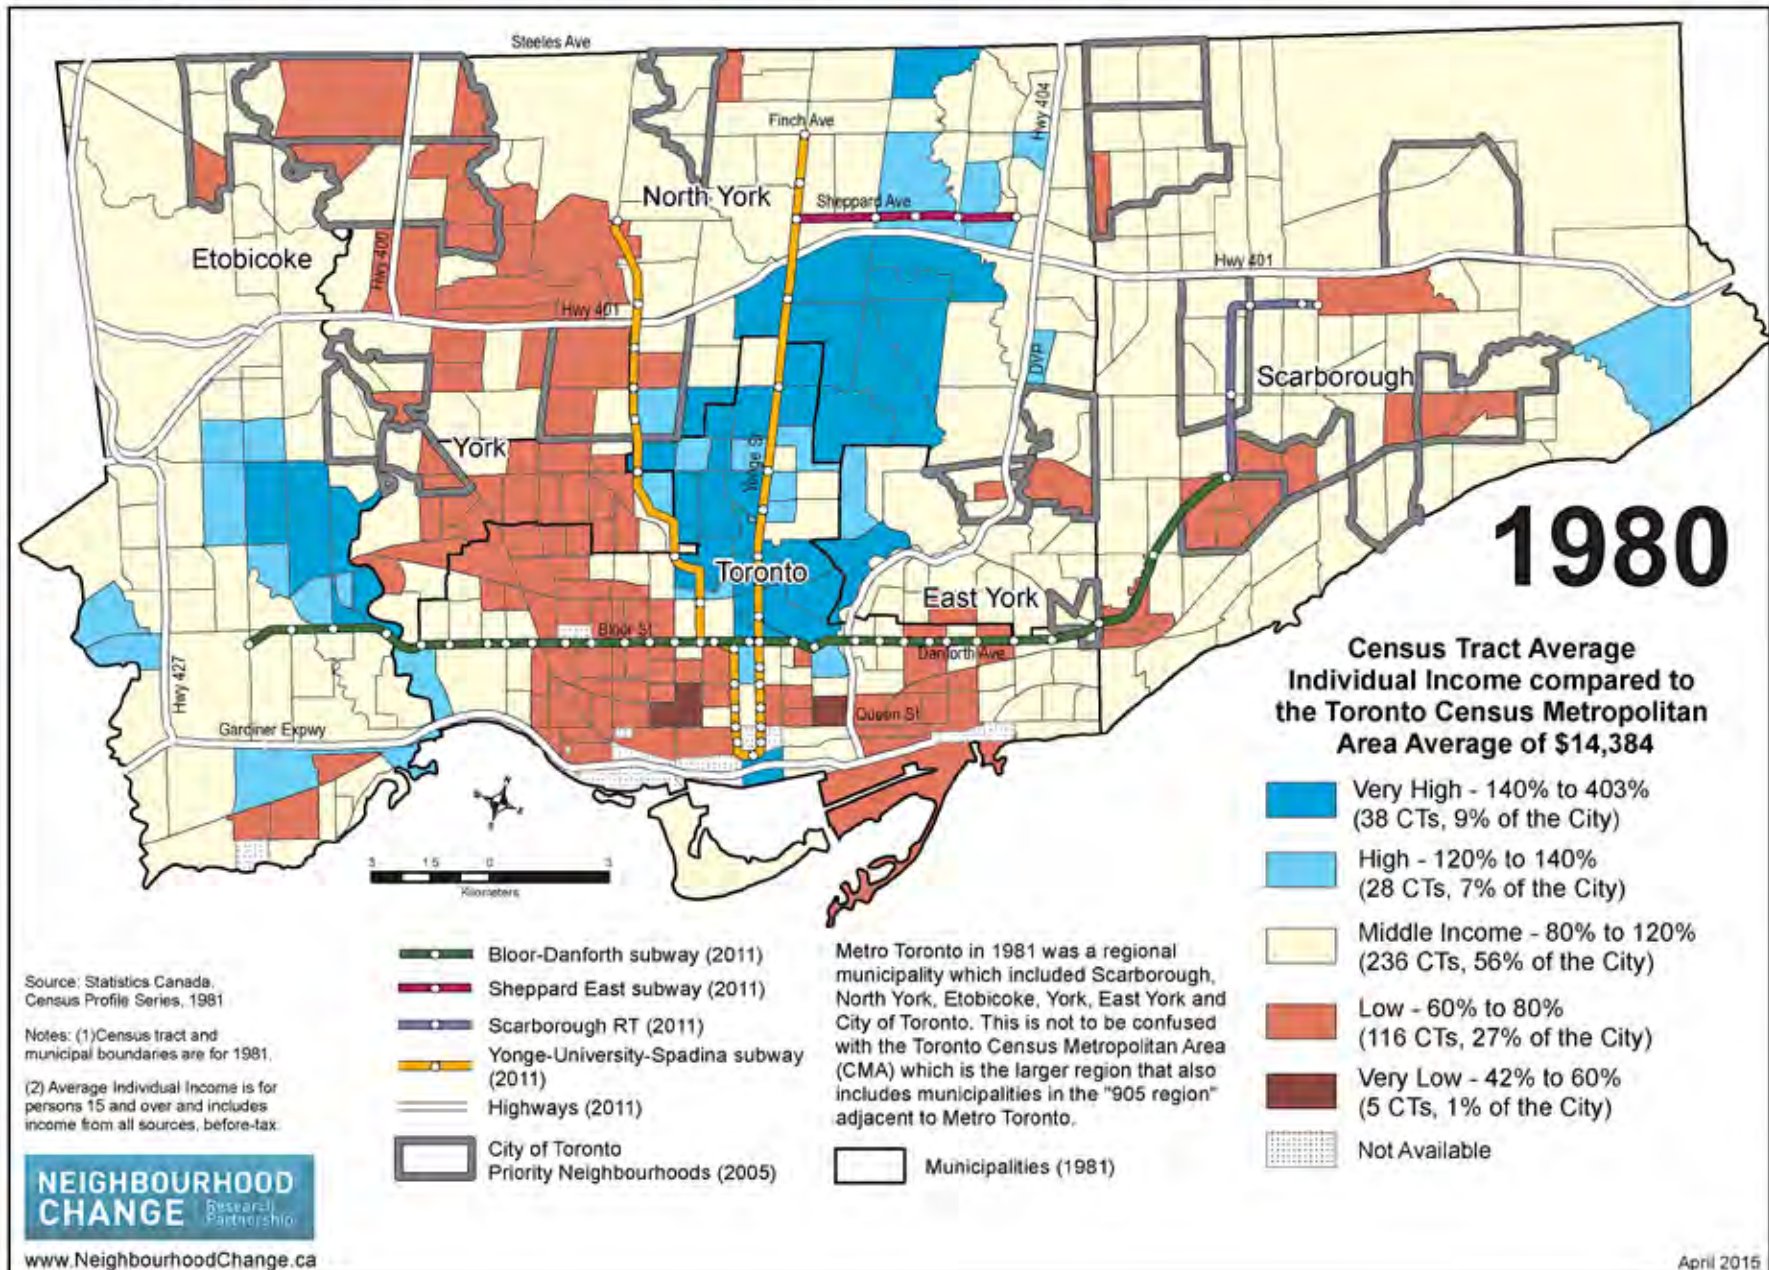 Steeles Ave
Finch Ave
Hwy 404
North York
Sheppard Ave
Etobicoke
Hwy 400
Hwy 401
Hwy 401
DVP
Scarborough
York
Yonge St
1980
Toronto
East York
Bloor St
Danforth Ave
Hwy 427
Queen St
Gardiner Expwy
Census Tract Average
Individual Income compared to
the Toronto Census Metropolitan
Area Average of $14,384
Very High - 140% to 403%
(38 CTs, 9% of the City)
High - 120% to 140%
(28 CTs, 7% of the City)
Middle Income - 80% to 120%
(236 CTs, 56% of the City)
Low - 60% to 80%
(116 CTs, 27% of the City)
Very Low - 42% to 60%
(5 CTs, 1% of the City)
Not Available
3 1.5 0 3
Kilometers
Bloor-Danforth subway (2011)
Sheppard East subway (2011)
Scarborough RT (2011)
Yonge-University-Spadina subway
(2011)
Highways (2011)
City of Toronto
Priority Neighbourhoods (2005)
Metro Toronto in 1981 was a regional
municipality which included Scarborough,
North York, Etobicoke, York, East York and
City of Toronto. This is not to be confused
with the Toronto Census Metropolitan Area
(CMA) which is the larger region that also
includes municipalities in the "905 region"
adjacent to Metro Toronto.
Municipalities (1981)
Source: Statistics Canada,
Census Profile Series, 1981
Notes: (1)Census tract and
municipal boundaries are for 1981.
(2) Average Individual Income is for
persons 15 and over and includes
income from all sources, before-tax.
NEIGHBOURHOOD
CHANGE Research
Partnership
www.NeighbourhoodChange.ca
April 2015